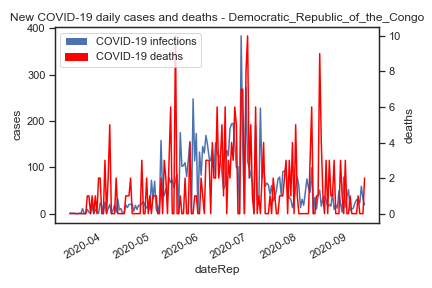 New COVID-19 daily cases and deaths - Democratic_Republic_of_the_Congo
COVID-19 infections
COVID-19 deaths
400
300
200
100
0
cases
10
8
6
4
2
0
deaths
2020-04
2020-05
2020-06
2020-07
2020-08
2020-09
dateRep